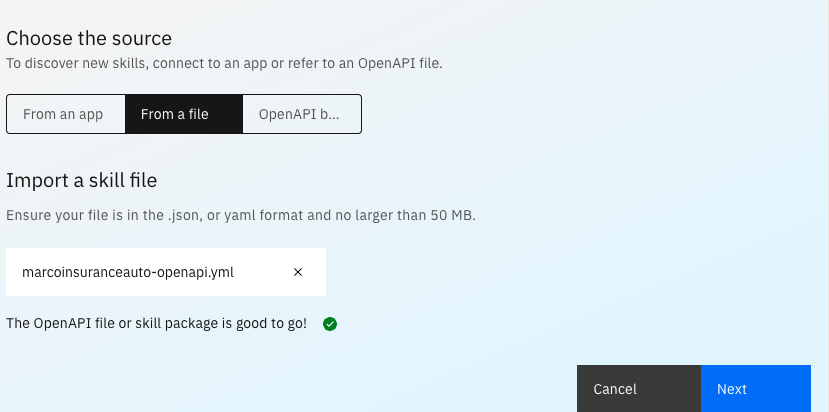 Choose the source
To discover new skills, connect to an app or refer to an OpenAPI file.
From an app From a file OpenAPI b...
Import a skill file
Ensure your file is in the .json, or yaml format and no larger than 50 MB.
marcoinsuranceauto-openapi.yml
The OpenAPI file or skill package is good to go!
Cancel Next